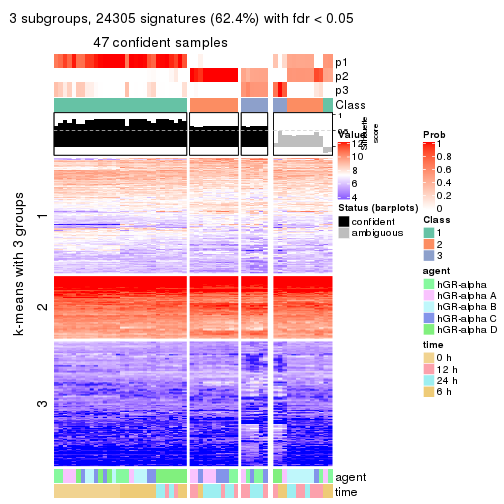 3 subgroups, 24305 signatures (62.4%) with fdr < 0.05
47 confident samples
p1
p2
p3
Class
1
0
Silhouette
score
k-means with 3 groups
1
2
3
agent
time
Value
12
10
8
6
4
Status (barplots)
confident
ambiguous
Prob
1
0.8
0.6
0.4
0.2
0
Class
1
2
3
agent
hGR-alpha
hGR-alpha A
hGR-alpha B
hGR-alpha C
hGR-alpha D
time
0 h
12 h
24 h
6 h